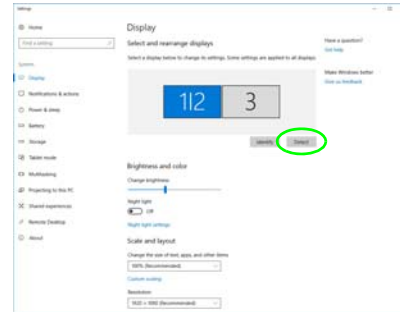 Settings
Home
Find a setting
System
Display
Notifications & actions
Power & sleep
Battery
Storage
Tablet mode
Multitasking
Projecting to this PC
Shared experiences
Remote Desktop
About
Display
Select and rearrange displays
Select a display below to change its settings. Some settings are applied to all displays.
1|2
3
Identify
Detect
Brightness and color
Change brightness
Night light
Off
Night light settings
Scale and layout
Change the size of text, apps, and other items
100% (Recommended)
Custom scaling
Resolution
1920 × 1080 (Recommended)
Have a question?
Get help
Make Windows better
Give us feedback